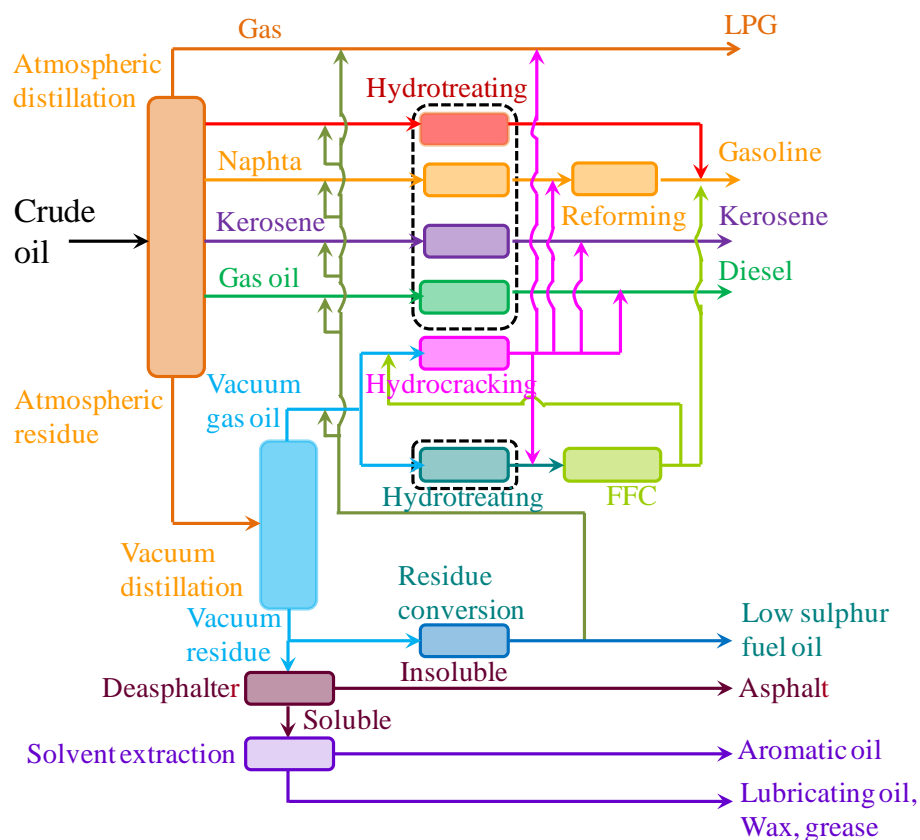 Gas
LPG
Atmospheric
distillation
Hydrotreating
Naphta
Gasoline
Crude
oil
Kerosene
Reforming
Kerosene
Gas oil
Diesel
Atmospheric
residue
Vacuum
gas oil
Hydrocracking
Hydrotreating
FFC
Vacuum
distillation
Residue
conversion
Vacuum
residue
Low sulphur
fuel oil
Insoluble
Deasphalter
Asphalt
Soluble
Solvent extraction
Aromatic oil
Lubricating oil,
Wax, grease